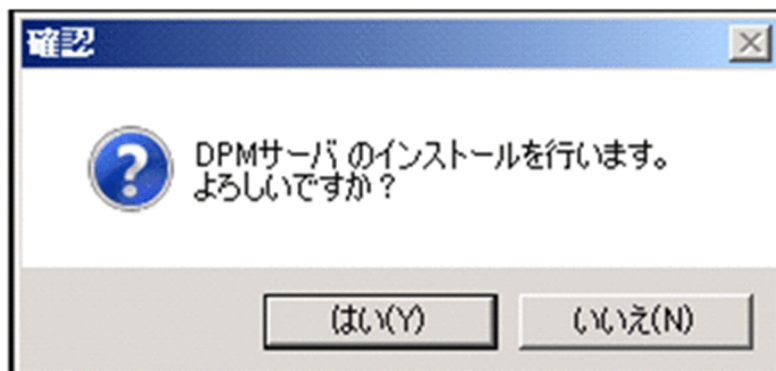 確認
DPMサーバ のインストールを行います。
よろしいですか？
はい(Y)
いいえ(N)